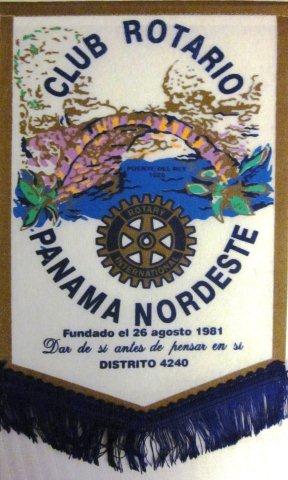 CLUB ROTARIO
PUENTE DEL REY
1620
ROTARY
INTERNATIONAL
PANAMA NORDESTE
Fundado el 26 agosto 1981
Dar de si antes de pensar en si
DISTRITO 4240